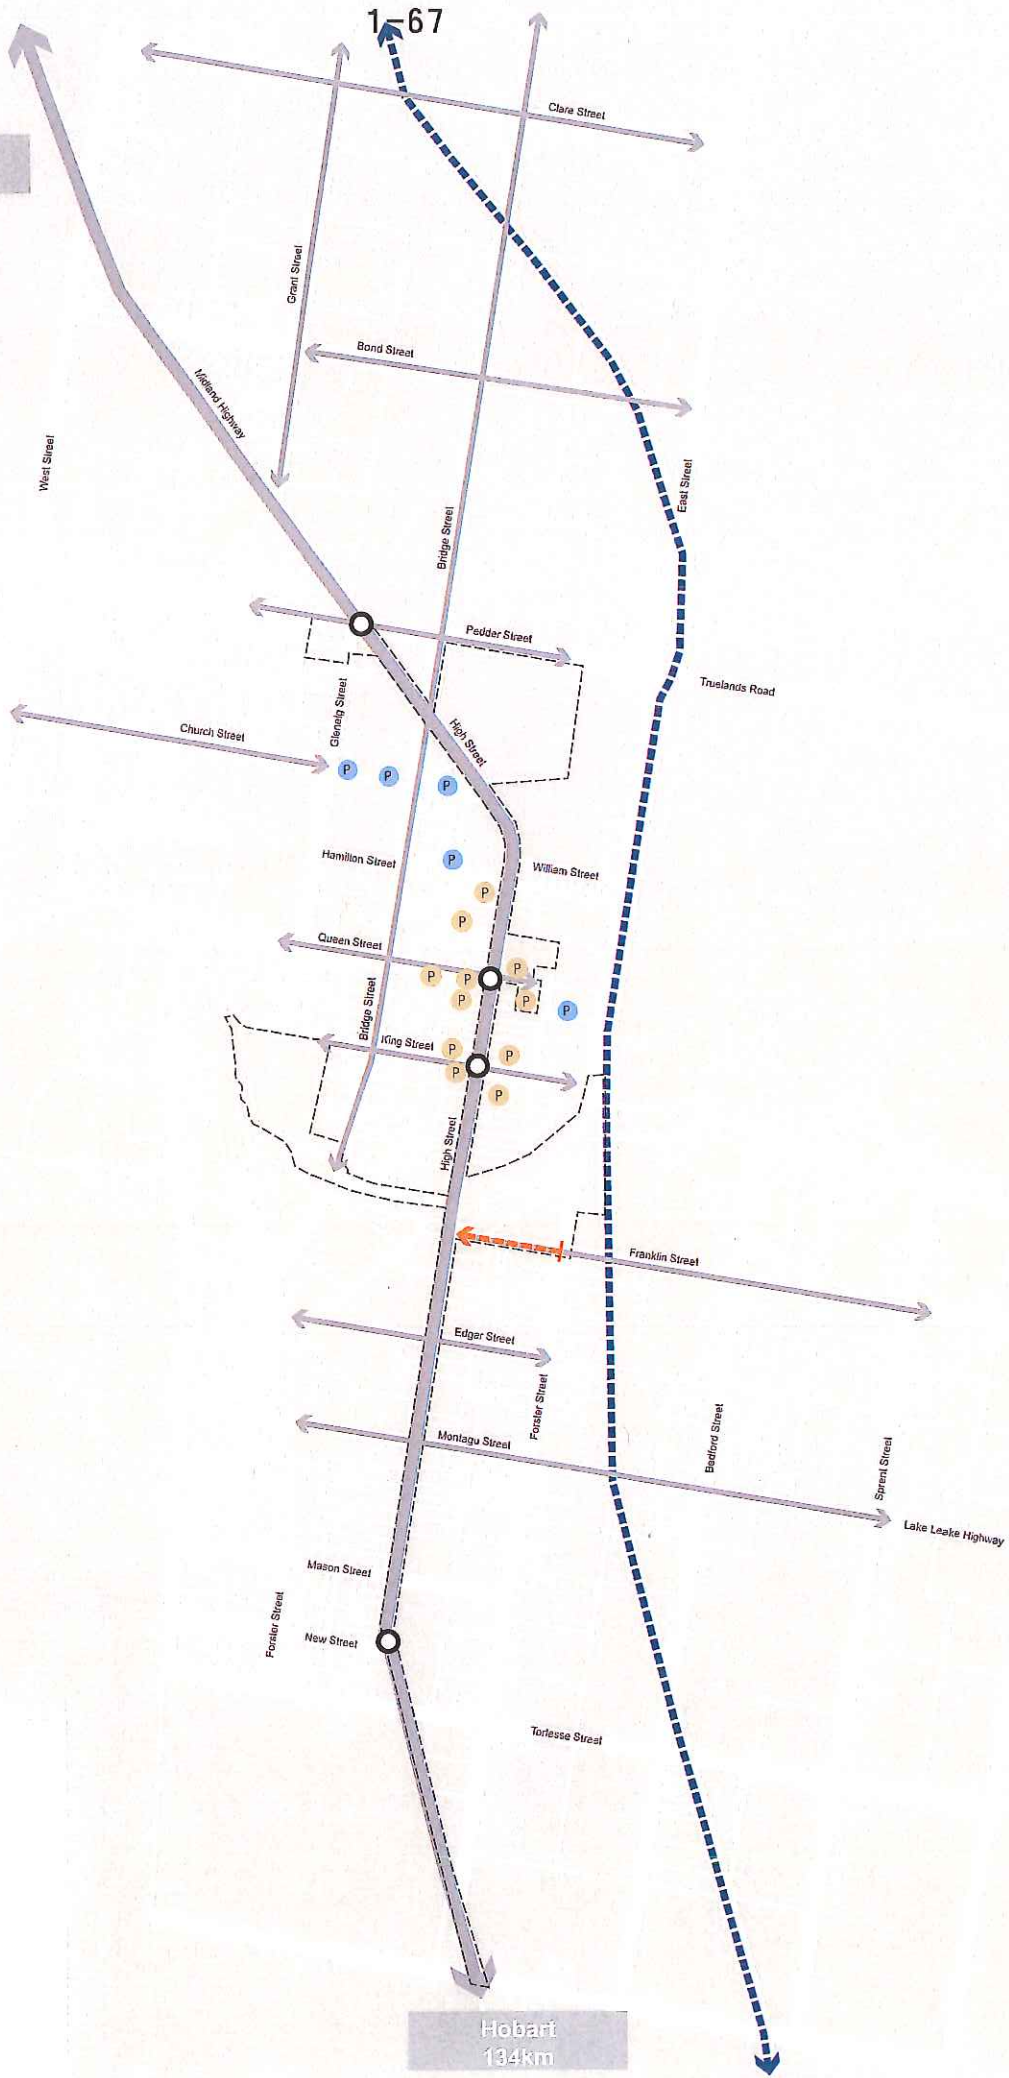 1-67
Clare Street
Grant Street
Bond Street
Midland Highway
West Street
East Street
Bridge Street
Pedder Street
Truelands Road
Glenelg Street
Church Street
High Street
P
P
P
Hamilton Street
P
William Street
P
P
Queen Street
P
P
P
P
P
P
Bridge Street
King Street
P
P
P
P
High Street
Franklin Street
Edgar Street
Forster Street
Montagu Street
Bedford Street
Sprent Street
Lake Leake Highway
Mason Street
Forster Street
New Street
Torlesse Street
Hobart
134km